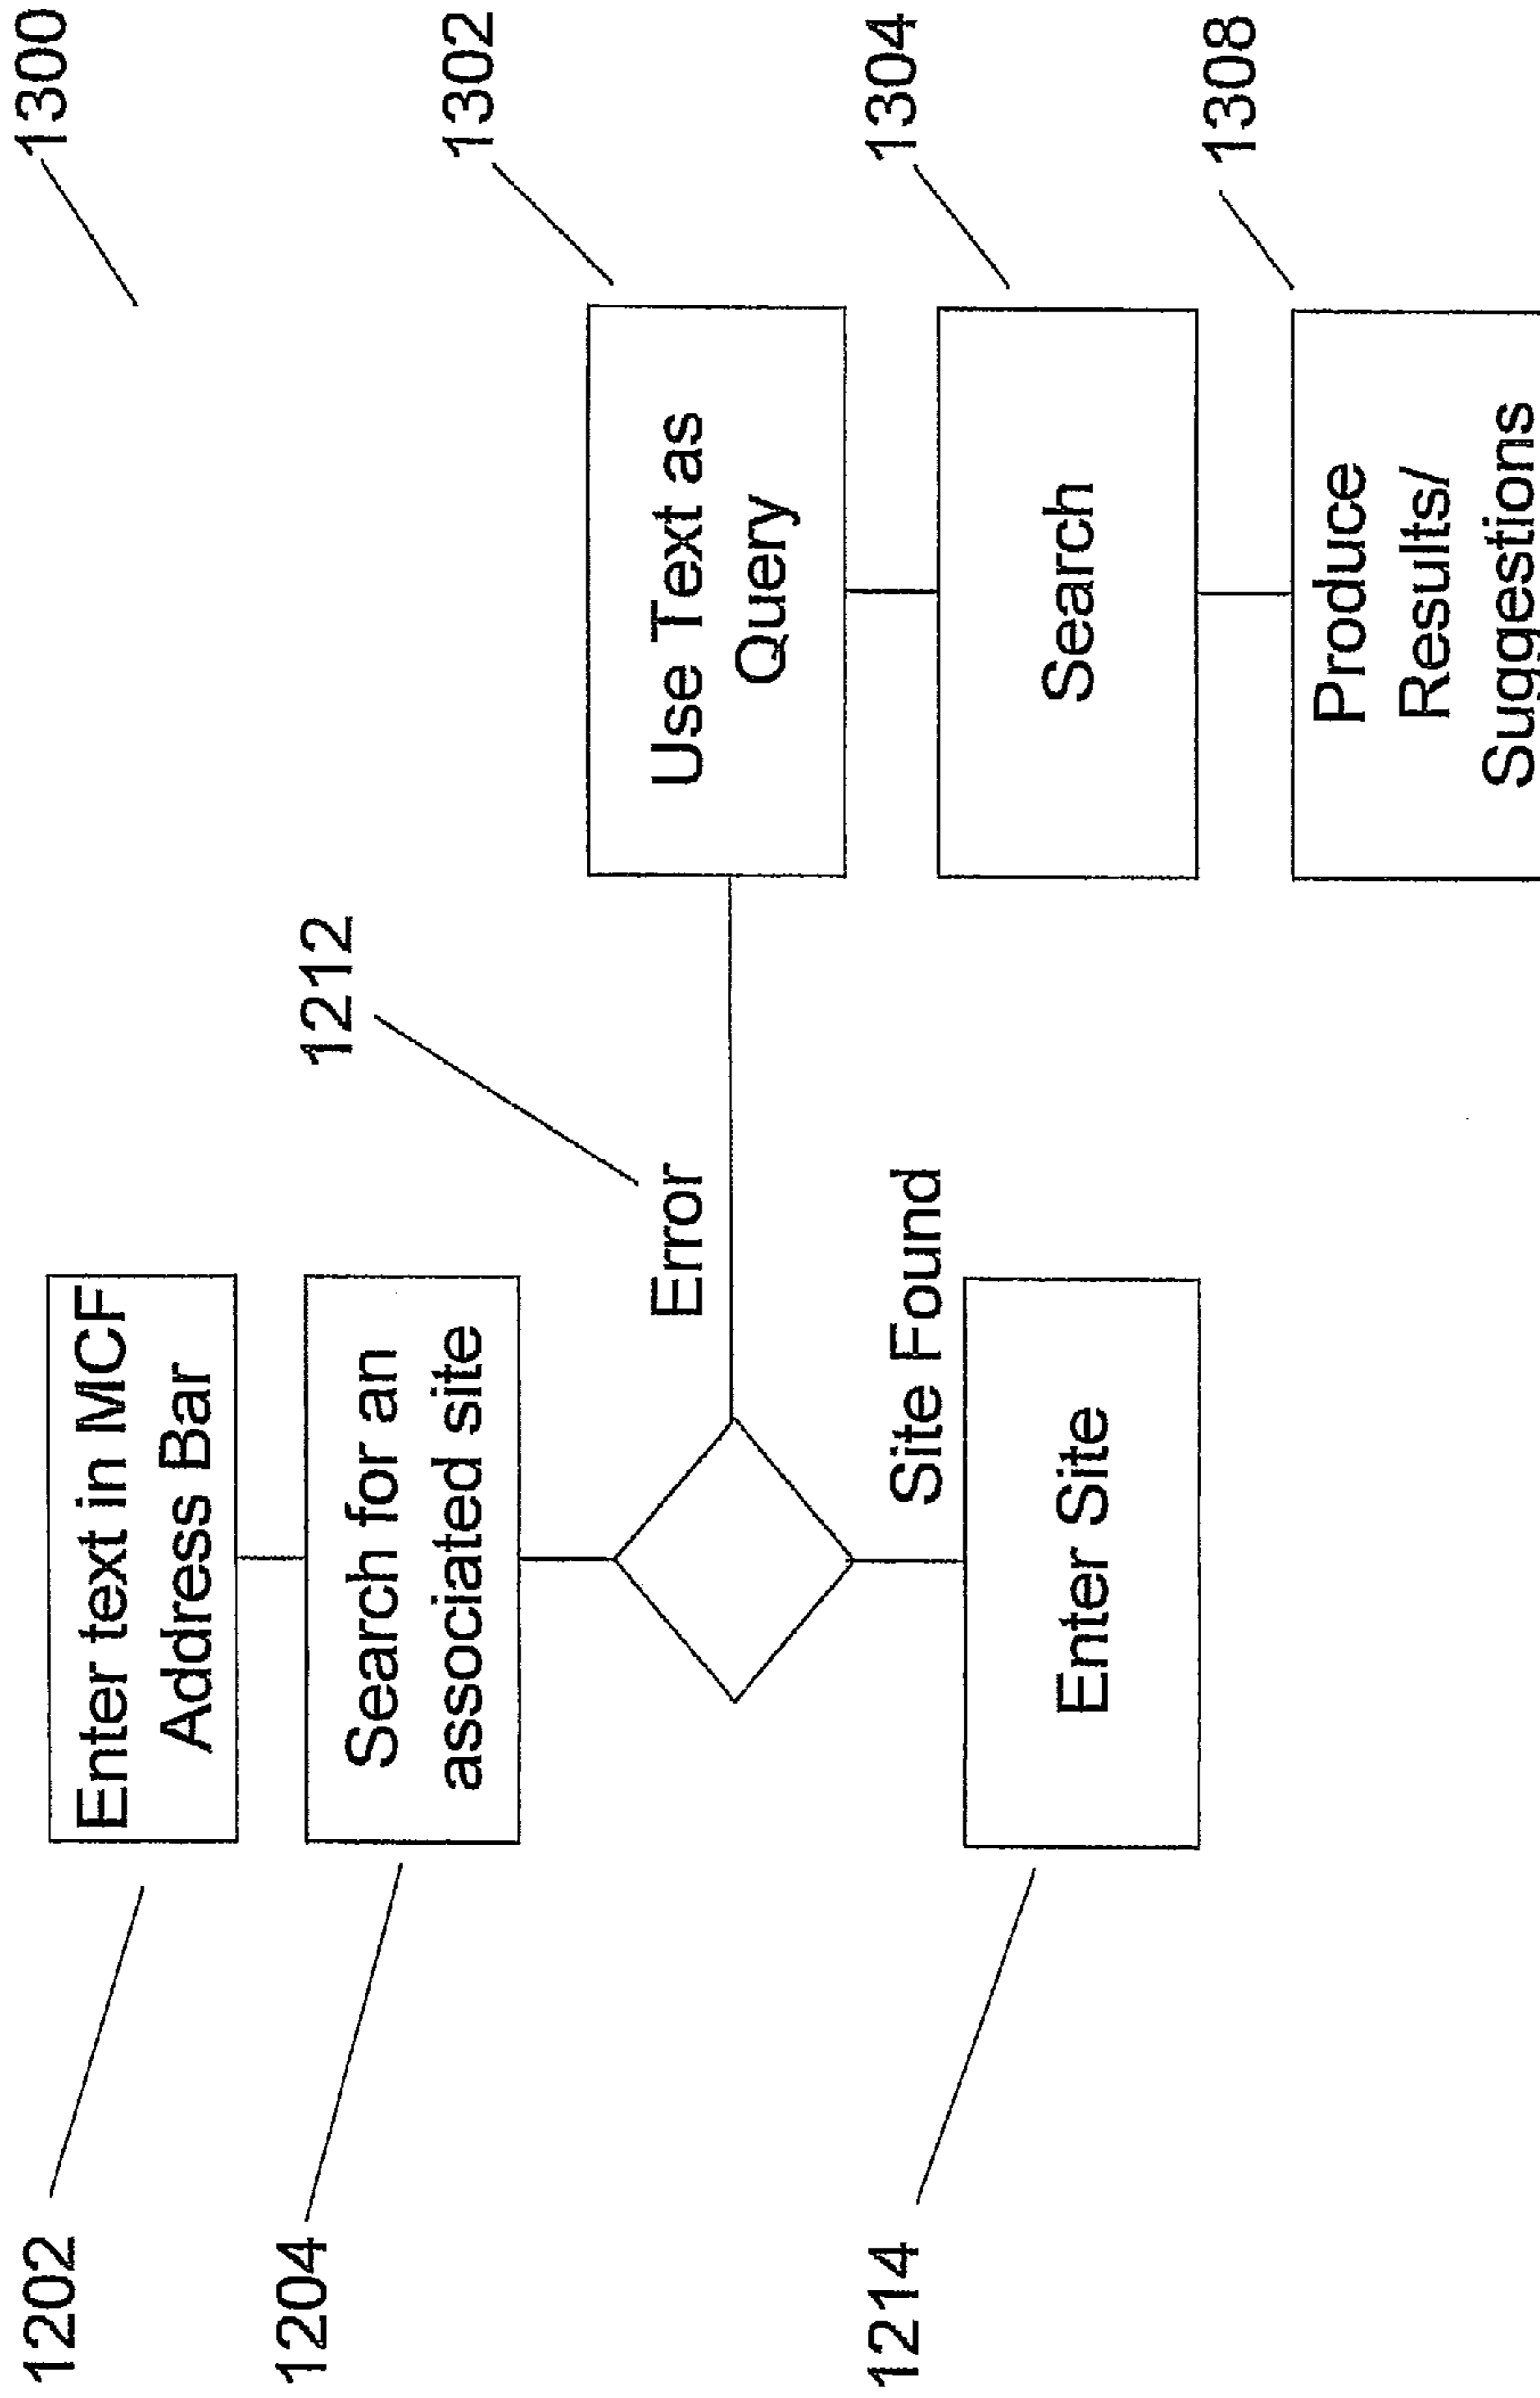 1300
1202
Enter text in MCF
Address Bar
1204
Search for an
associated site
1212
Error
1302
Use Text as
Query
1304
Search
Site Found
1214
Enter Site
1308
Produce
Results/
Suggestions